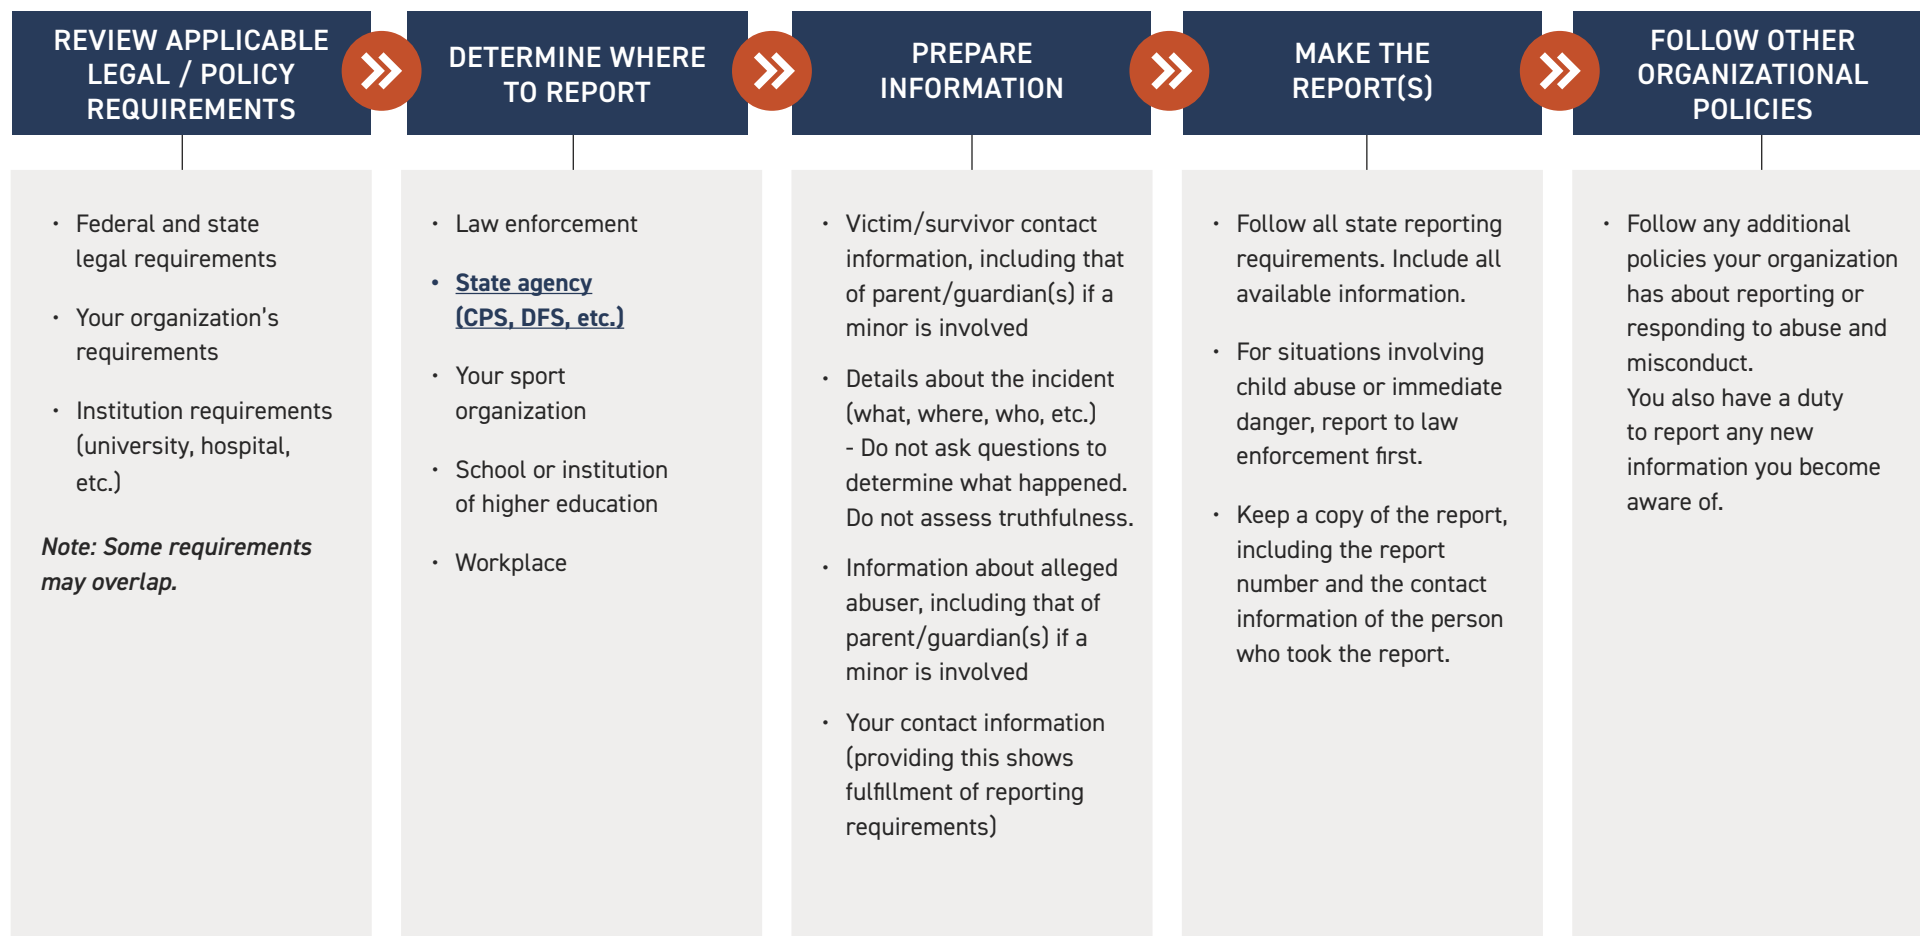 REVIEW APPLICABLE
LEGAL / POLICY
REQUIREMENTS
• Federal and state
legal requirements
• Your organization’s
requirements
• Institution requirements
(university, hospital,
etc.)
Note: Some requirements
may overlap.
DETERMINE WHERE
TO REPORT
• Law enforcement
• State agency
(CPS, DFS, etc.)
• Your sport
organization
• School or institution
of higher education
• Workplace
PREPARE
INFORMATION
• Victim/survivor contact
information, including that
of parent/guardian(s) if a
minor is involved
• Details about the incident
(what, where, who, etc.)
- Do not ask questions to
determine what happened.
Do not assess truthfulness.
• Information about alleged
abuser, including that of
parent/guardian(s) if a
minor is involved
• Your contact information
(providing this shows
fulfillment of reporting
requirements)
MAKE THE
REPORT(S)
• Follow all state reporting
requirements. Include all
available information.
• For situations involving
child abuse or immediate
danger, report to law
enforcement first.
• Keep a copy of the report,
including the report
number and the contact
information of the person
who took the report.
FOLLOW OTHER
ORGANIZATIONAL
POLICIES
• Follow any additional
policies your organization
has about reporting or
responding to abuse and
misconduct.
You also have a duty
to report any new
information you become
aware of.